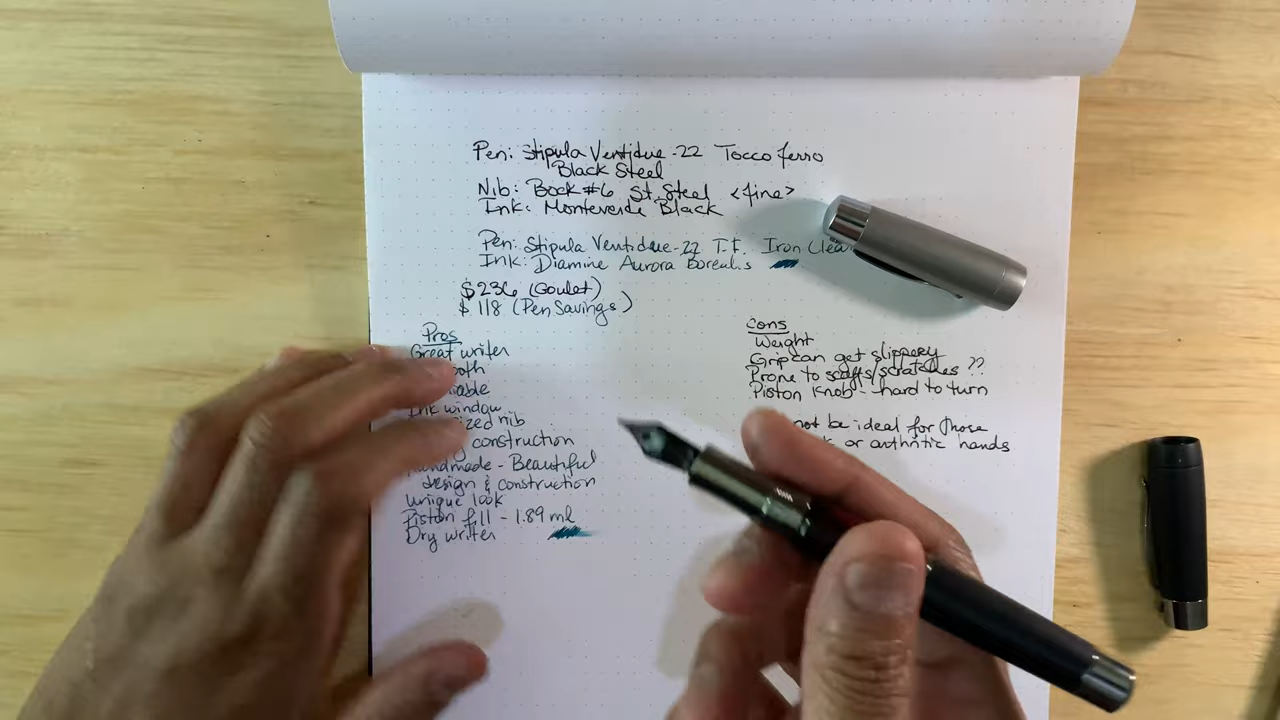 Pen: Stipula Ventidue-22 Tocco ferro
Black Steel
Nib: Bock #6 St. Steel <fine>
Ink: Monteverde Black
Pen: Stipula Ventidue-22 T.F. Iron
Ink: Diamine Aurora Borealis
$236 (Goulet)
$118 (Pen Savings)
Pros
Great writer
Ink window
nib
construction
Handmade - Beautiful
design & construction
Unique look
Piston fill - 1.89 ml
Dry writer
Cons
Weight
Grip can get slippery
Prone to scuffs/scratches ??
Piston Knob - hard to turn
not be ideal for those
or arthritic hands